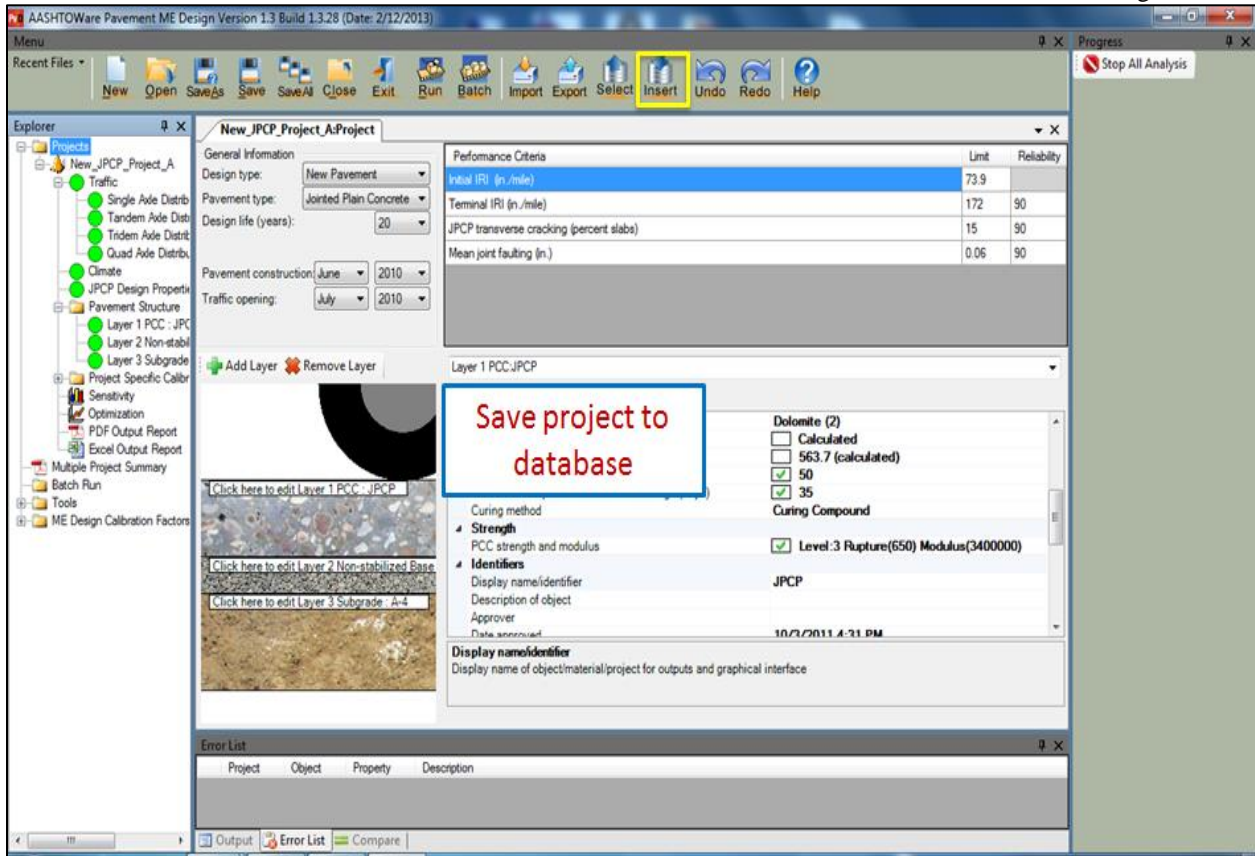 AASHTOWare Pavement ME Design Version 1.3 Build 1.3.28 (Date: 2/12/2013)
Menu
Recent Files
New Open SaveAs Save SaveAll Close Exit Run Batch Import Export Select Insert Undo Redo Help
Progress
Stop All Analysis
Explorer
Projects
New_JPCP_Project_A
Traffic
Single Axle Distrib
Tandem Axle Distr
Tridem Axle Distrib
Quad Axle Distribu
Climate
JPCP Design Propertie
Pavement Structure
Layer 1 PCC : JPC
Layer 2 Non-stabil
Layer 3 Subgrade
Project Specific Calibr
Sensitivity
Optimization
PDF Output Report
Excel Output Report
Multiple Project Summary
Batch Run
Tools
ME Design Calibration Factors
New_JPCP_Project_A:Project
General Information
Design type: New Pavement
Pavement type: Jointed Plain Concrete
Design life (years): 20
Pavement construction: June 2010
Traffic opening: July 2010
Performance Criteria Limit Reliability
Initial IRI (in./mile) 73.9
Terminal IRI (in./mile) 172 90
JPCP transverse cracking (percent slabs) 15 90
Mean joint faulting (in.) 0.06 90
Add Layer Remove Layer
Click here to edit Layer 1 PCC : JPCP
Click here to edit Layer 2 Non-stabilized Base
Click here to edit Layer 3 Subgrade : A-4
Layer 1 PCC:JPCP
Save project to
database
Dolomite (2)
Calculated
563.7 (calculated)
50
35
Curing method Curing Compound
Strength
PCC strength and modulus Level:3 Rupture(650) Modulus(3400000)
Identifiers
Display name/identifier JPCP
Description of object
Approver
Date approved 10/3/2011 4:31 PM
Display name/identifier
Display name of object/material/project for outputs and graphical interface
Error List
Project Object Property Description
Output Error List Compare